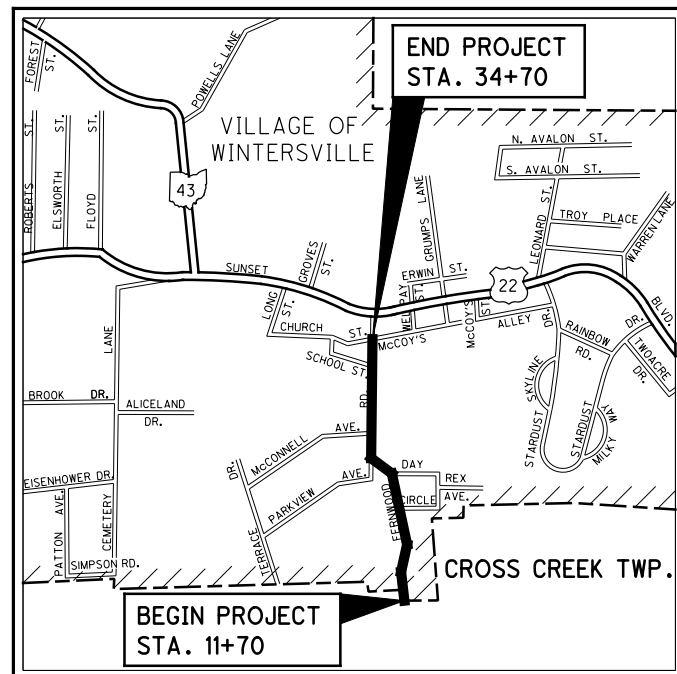 END PROJECT
STA. 34+70
FOREST ST.
POWELLS LANE
VILLAGE OF
WINTERSVILLE
N. AVALON ST.
S. AVALON ST.
43
ROBERTS ST.
ELSWORTH ST.
FLOYD ST.
GRUMPS LANE
LEONARD ST.
TROY PLACE
WARREN LANE
SUNSET
GROVES ST.
ERWIN ST.
22
BLVD.
LONG ST.
ST.
CHURCH ST.
McCOY'S
McCOY'S
ST.
ALLEY
DR.
RAINBOW RD.
DR.
TWOACRE DR.
LANE
SCHOOL ST.
RD.
SKYLINE
BROOK DR.
ALICELAND
DR.
STARDUST
STARDUST
MILKY WAY
McCONNELL AVE.
DR.
EISENHOWER DR.
DAY
REX
AVE.
CIRCLE
PARKVIEW AVE.
FERNWOOD
PATTON AVE.
CEMETERY
TERRACE
SIMPSON RD.
CROSS CREEK TWP.
BEGIN PROJECT
STA. 11+70